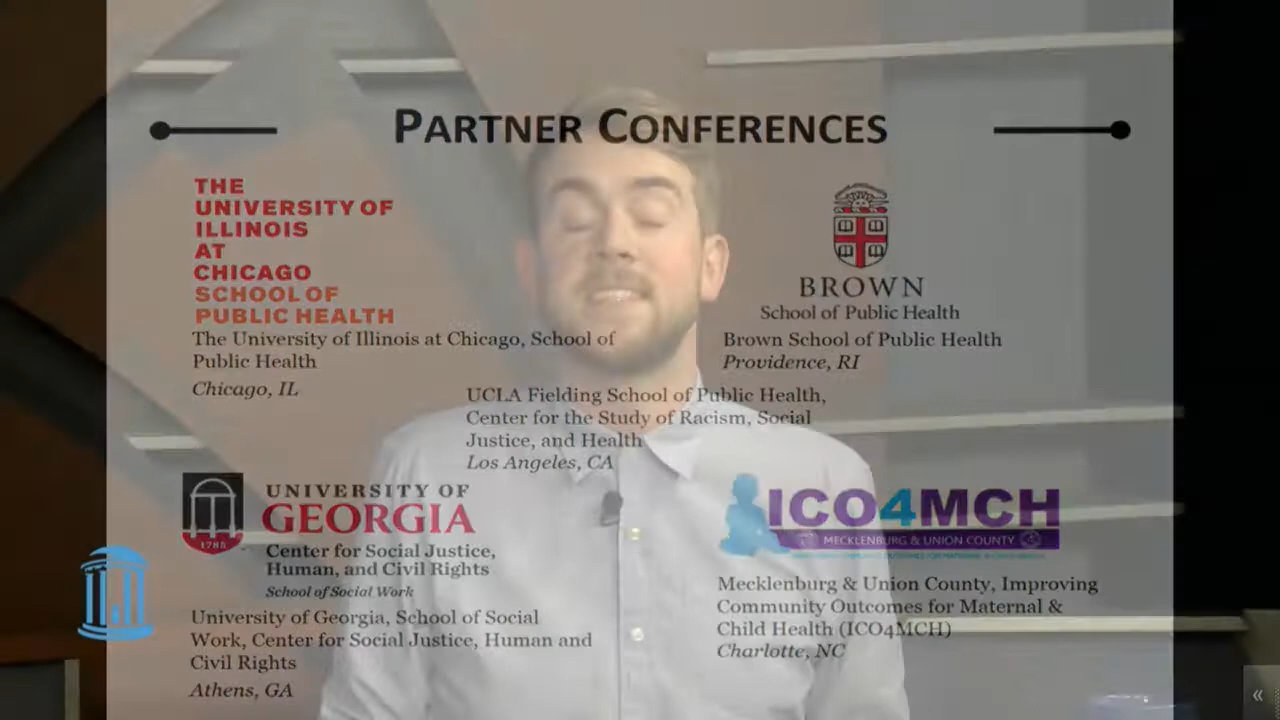 PARTNER CONFERENCES
THE
UNIVERSITY OF
ILLINOIS
AT
CHICAGO
SCHOOL OF
PUBLIC HEALTH
The University of Illinois at Chicago, School of
Public Health
Chicago, IL
BROWN
School of Public Health
Brown School of Public Health
Providence, RI
UCLA Fielding School of Public Health,
Center for the Study of Racism, Social
Justice, and Health
Los Angeles, CA
1785
UNIVERSITY OF
GEORGIA
Center for Social Justice,
Human, and Civil Rights
School of Social Work
University of Georgia, School of Social
Work, Center for Social Justice, Human and
Civil Rights
Athens, GA
ICO4MCH
MECKLENBURG & UNION COUNTY
Mecklenburg & Union County, Improving
Community Outcomes for Maternal &
Child Health (ICO4MCH)
Charlotte, NC
«